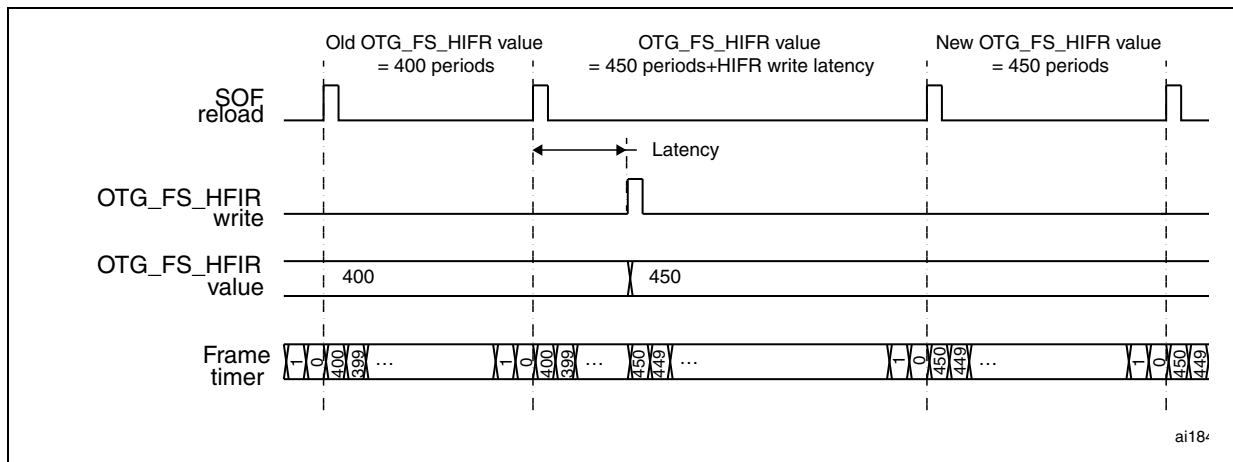 Old OTG_FS_HIFR value
= 400 periods
OTG_FS_HIFR value
= 450 periods+HIFR write latency
New OTG_FS_HIFR value
= 450 periods
SOF
reload
Latency
OTG_FS_HFIR
write
OTG_FS_HFIR
value
400
450
Frame
timer
1 0 400 399 ... 1 0 400 399 ... 450 449 ... 1 0 450 449 ... 1 0 450 449
ai184